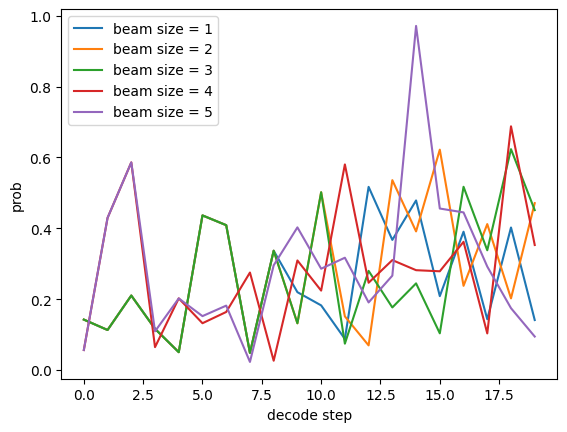 beam size = 1
beam size = 2
beam size = 3
beam size = 4
beam size = 5
prob
1.0
0.8
0.6
0.4
0.2
0.0
0.0 2.5 5.0 7.5 10.0 12.5 15.0 17.5
decode step